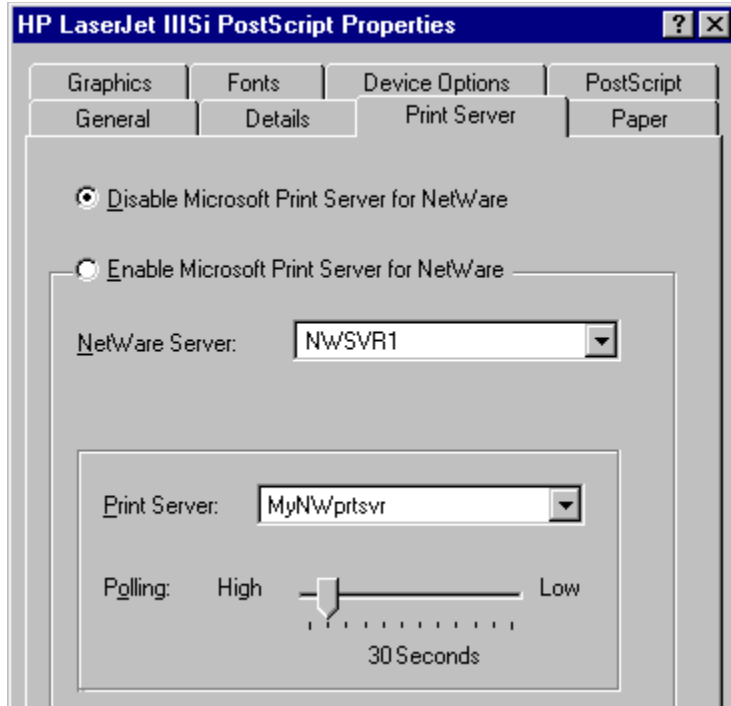 HP LaserJet IIISi PostScript Properties
Graphics Fonts Device Options PostScript
General Details Print Server Paper
Disable Microsoft Print Server for NetWare
Enable Microsoft Print Server for NetWare
NetWare Server: NWSVR1
Print Server: MyNWprtsvr
Polling: High Low
30 Seconds